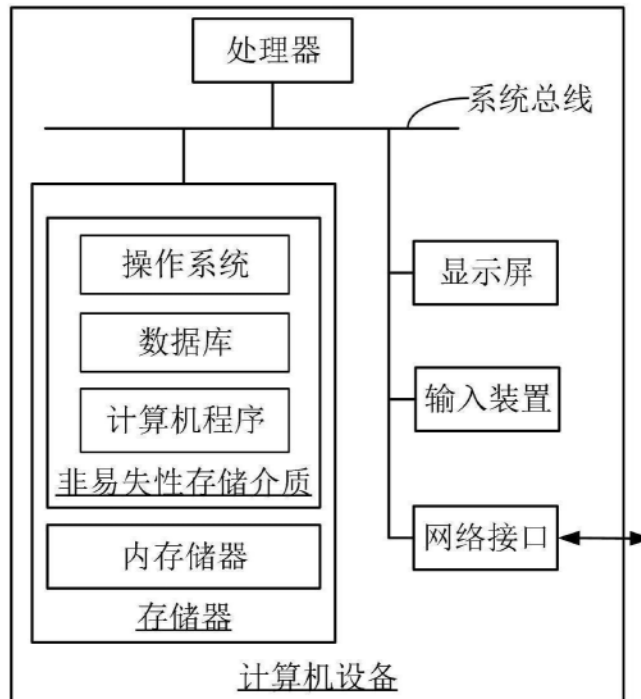 处理器
系统总线
操作系统
数据库
计算机程序
非易失性存储介质
内存储器
存储器
显示屏
输入装置
网络接口
计算机设备